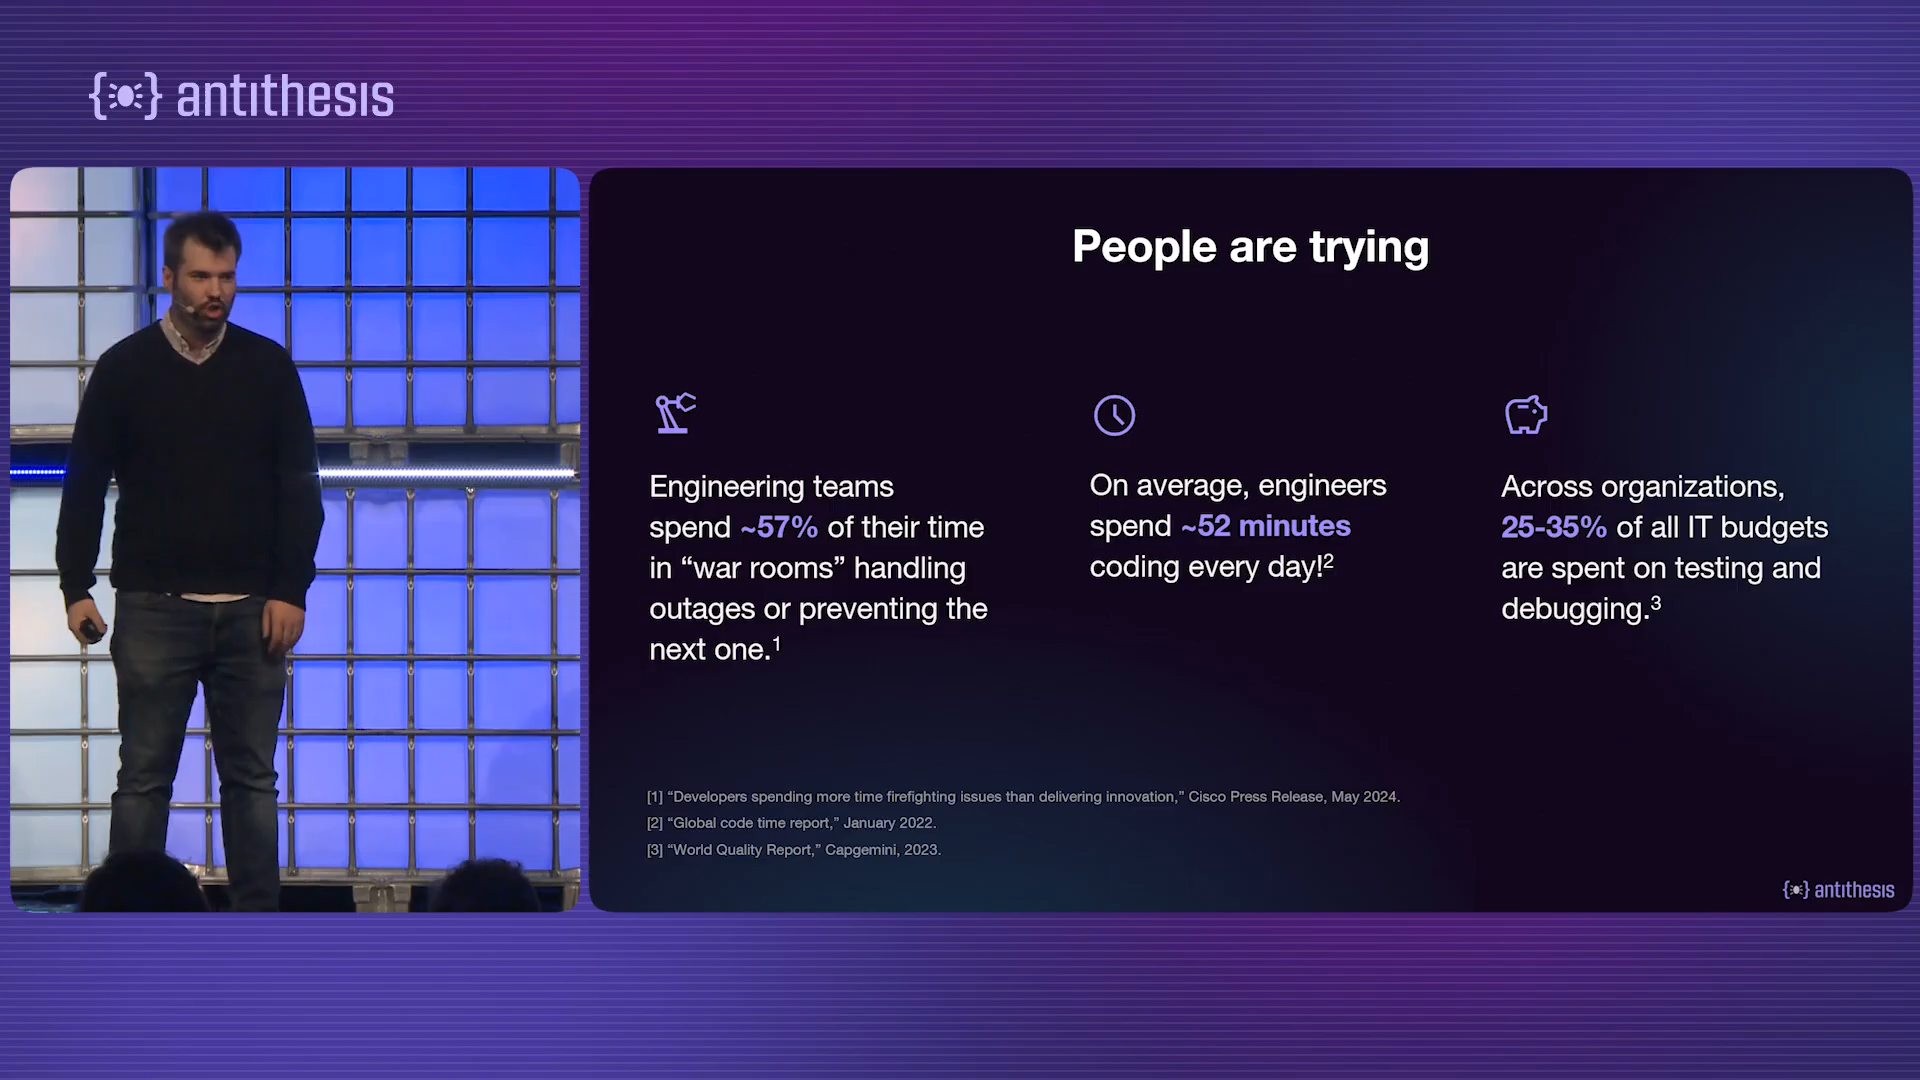 antithesis
People are trying
Engineering teams
spend ~57% of their time
in “war rooms” handling
outages or preventing the
next one.¹
On average, engineers
spend ~52 minutes
coding every day!²
Across organizations,
25-35% of all IT budgets
are spent on testing and
debugging.³
[1] “Developers spending more time firefighting issues than delivering innovation,” Cisco Press Release, May 2024.
[2] “Global code time report,” January 2022.
[3] “World Quality Report,” Capgemini, 2023.
antithesis